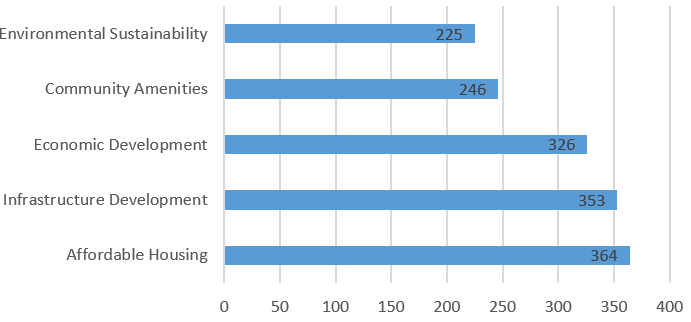 Environmental Sustainability 225
Community Amenities 246
Economic Development 326
Infrastructure Development 353
Affordable Housing 364
0 50 100 150 200 250 300 350 400